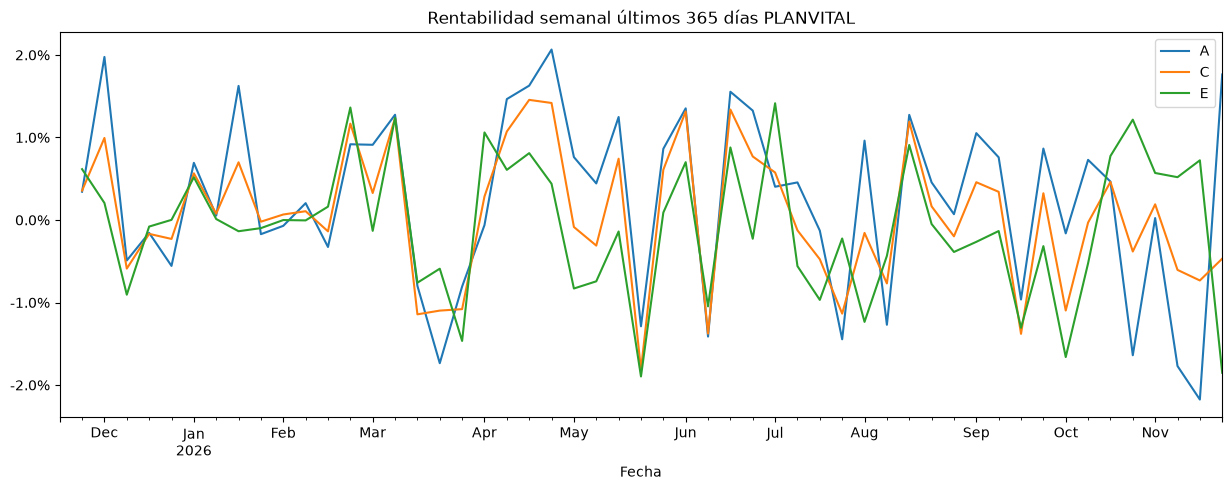 Rentabilidad semanal últimos 365 días PLANVITAL
A
C
E
2.0%
1.0%
0.0%
-1.0%
-2.0%
Dec Jan Feb Mar Apr May Jun Jul Aug Sep Oct Nov
2026
Fecha